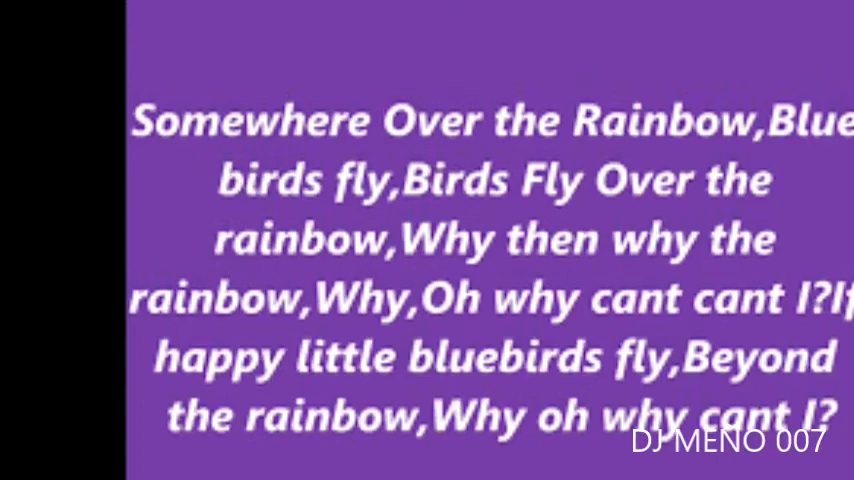 Somewhere Over the Rainbow,Blue
birds fly,Birds Fly Over the
rainbow,Why then why the
rainbow,Why,Oh why cant cant I?If
happy little bluebirds fly,Beyond
the rainbow,Why oh why cant I?
DJ MENO 007